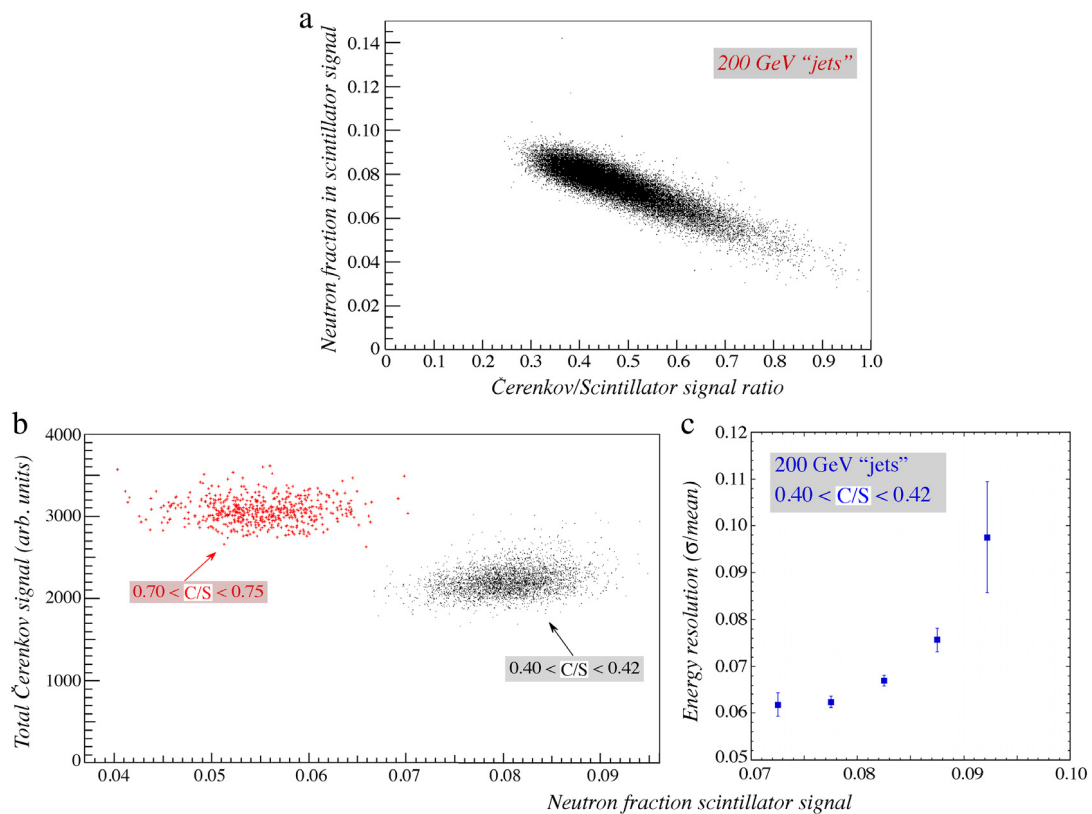 a
Neutron fraction in scintillator signal
0.14
0.12
0.10
0.08
0.06
0.04
0.02
0
200 GeV “jets”
0 0.1 0.2 0.3 0.4 0.5 0.6 0.7 0.8 0.9 1.0
Čerenkov/Scintillator signal ratio
b
Total Čerenkov signal (arb. units)
4000
3000
2000
1000
0
0.70 < C/S < 0.75
0.40 < C/S < 0.42
0.04 0.05 0.06 0.07 0.08 0.09
c
Energy resolution (σ/mean)
0.12
0.11
0.10
0.09
0.08
0.07
0.06
0.05
200 GeV “jets”
0.40 < C/S < 0.42
0.07 0.08 0.09 0.10
Neutron fraction scintillator signal